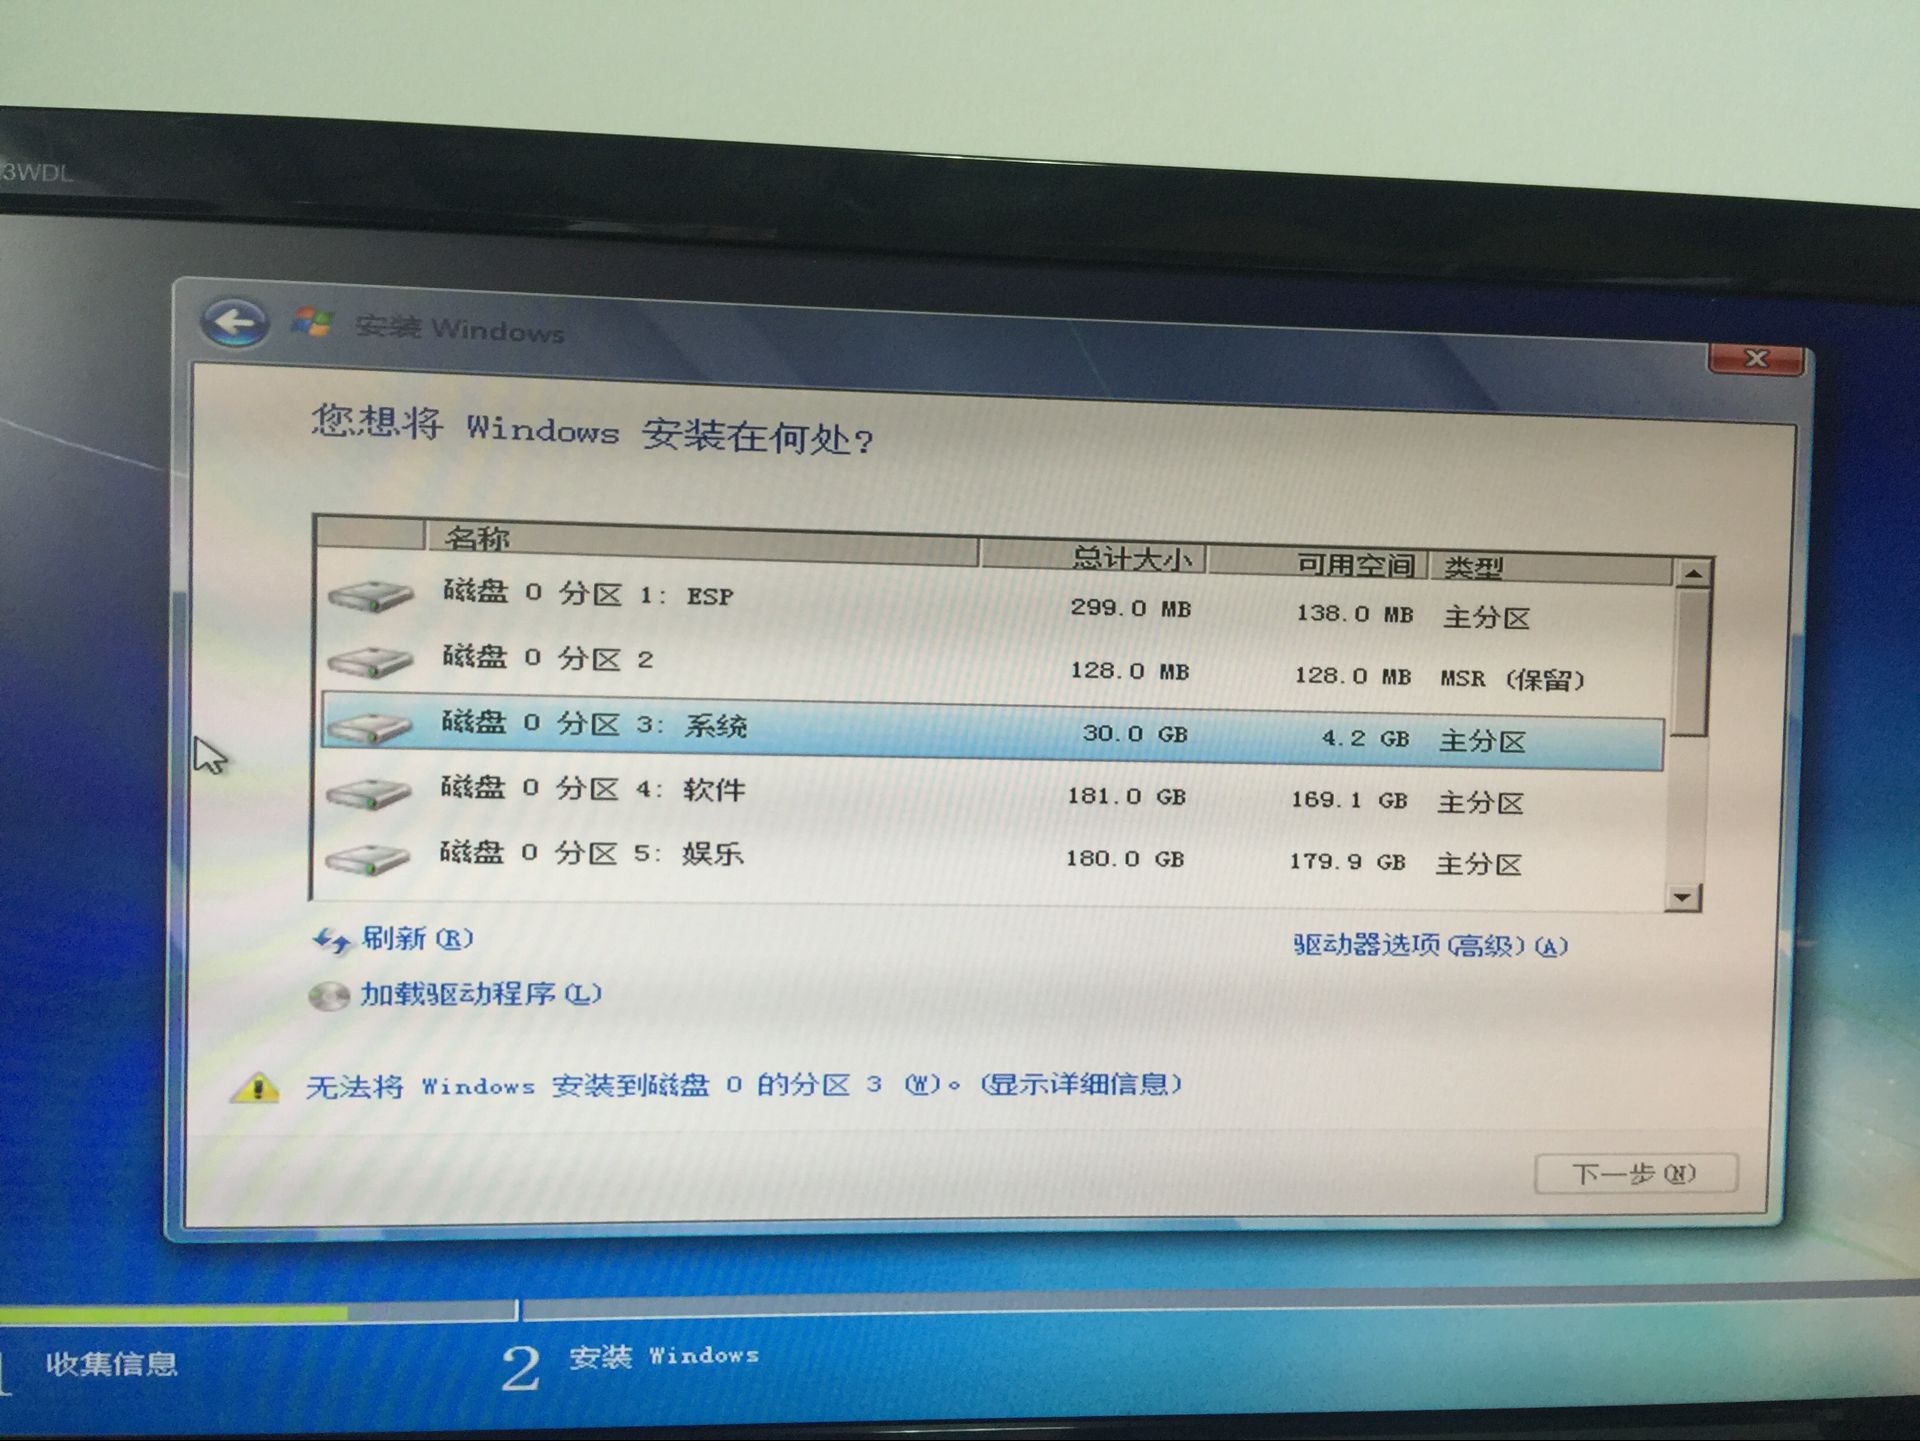 3WDL
安装 Windows
您想将 Windows 安装在何处?
名称 总计大小 可用空间 类型
磁盘 0 分区 1: ESP 299.0 MB 138.0 MB 主分区
磁盘 0 分区 2 128.0 MB 128.0 MB MSR (保留)
磁盘 0 分区 3: 系统 30.0 GB 4.2 GB 主分区
磁盘 0 分区 4: 软件 181.0 GB 169.1 GB 主分区
磁盘 0 分区 5: 娱乐 180.0 GB 179.9 GB 主分区
刷新(R) 驱动器选项(高级)(A)
加载驱动程序(L)
无法将 Windows 安装到磁盘 0 的分区 3 (W)。(显示详细信息)
下一步(N)
1 收集信息 2 安装 Windows